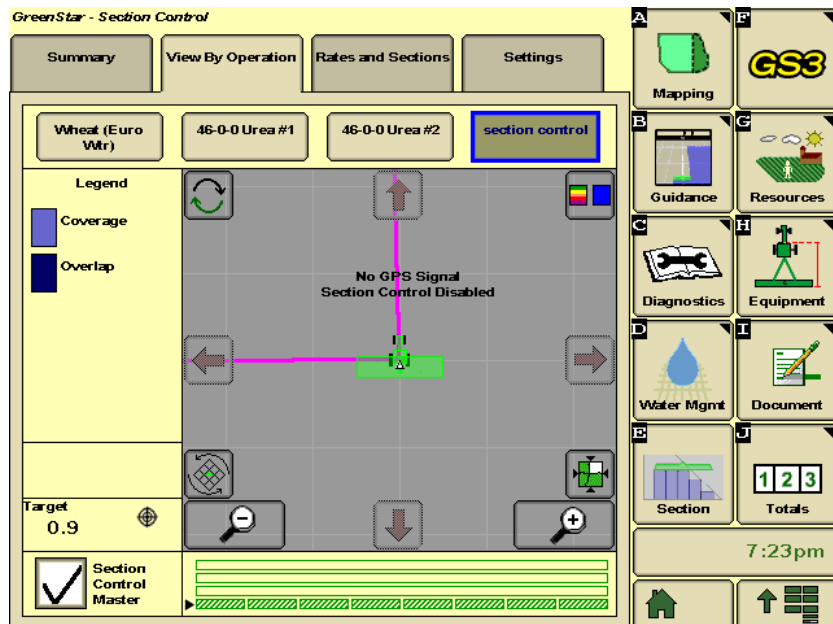 GreenStar - Section Control
Summary
View By Operation
Rates and Sections
Settings
Wheat (Euro
Wtr)
46-0-0 Urea #1
46-0-0 Urea #2
section control
Legend
Coverage
Overlap
No GPS Signal
Section Control Disabled
Target
0.9
Section
Control
Master
A
Mapping
F
GS3
B
Guidance
G
Resources
C
Diagnostics
H
Equipment
D
Water Mgmt
I
Document
E
Section
J
1 2 3
Totals
7:23pm